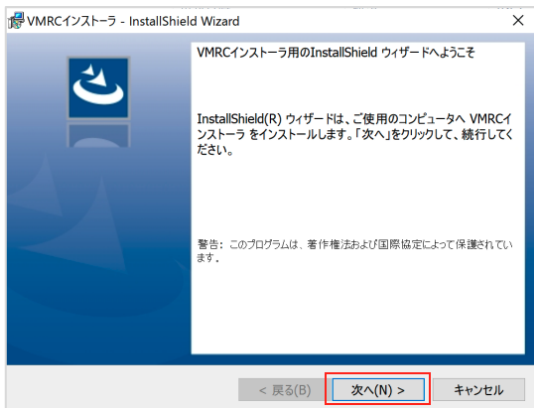 VMRCインストーラ - InstallShield Wizard
VMRCインストーラ用のInstallShield ウィザードへようこそ
InstallShield(R) ウィザードは、ご使用のコンピュータへ VMRCイ
ンストーラ をインストールします。「次へ」をクリックして、続行してく
ださい。
警告: このプログラムは、著作権法および国際協定によって保護されてい
ます。
< 戻る(B)
次へ(N) >
キャンセル